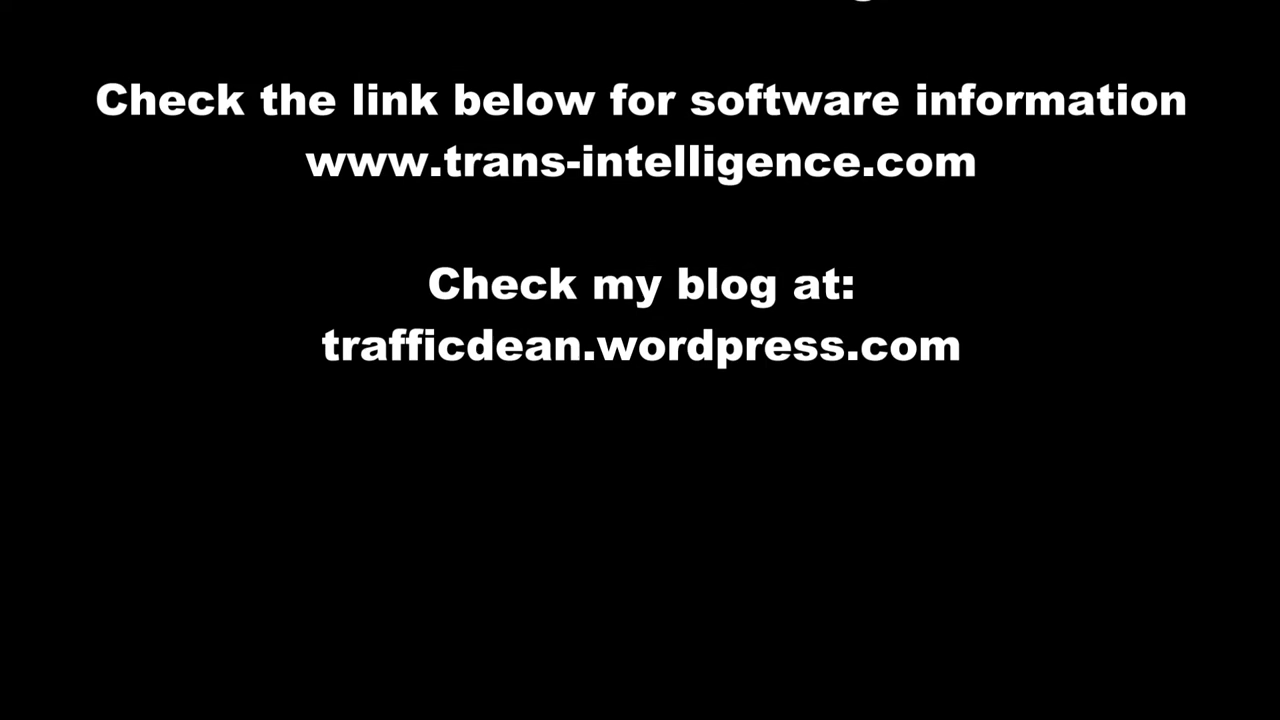 Check the link below for software information
www.trans-intelligence.com
Check my blog at:
trafficdean.wordpress.com